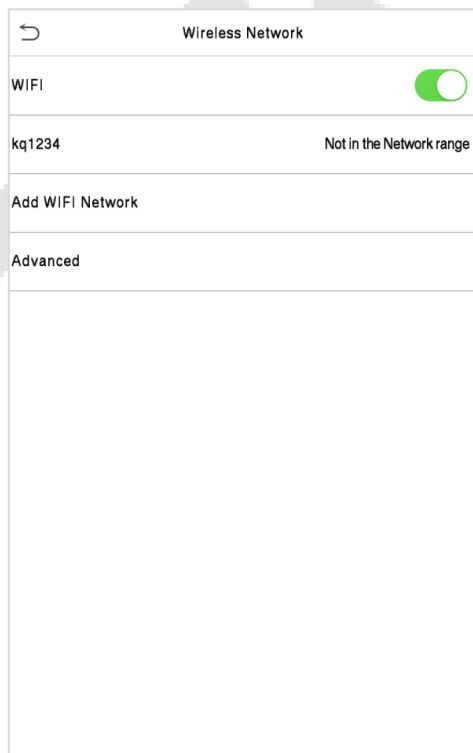 Wireless Network
WIFI
kq1234 Not in the Network range
Add WIFI Network
Advanced